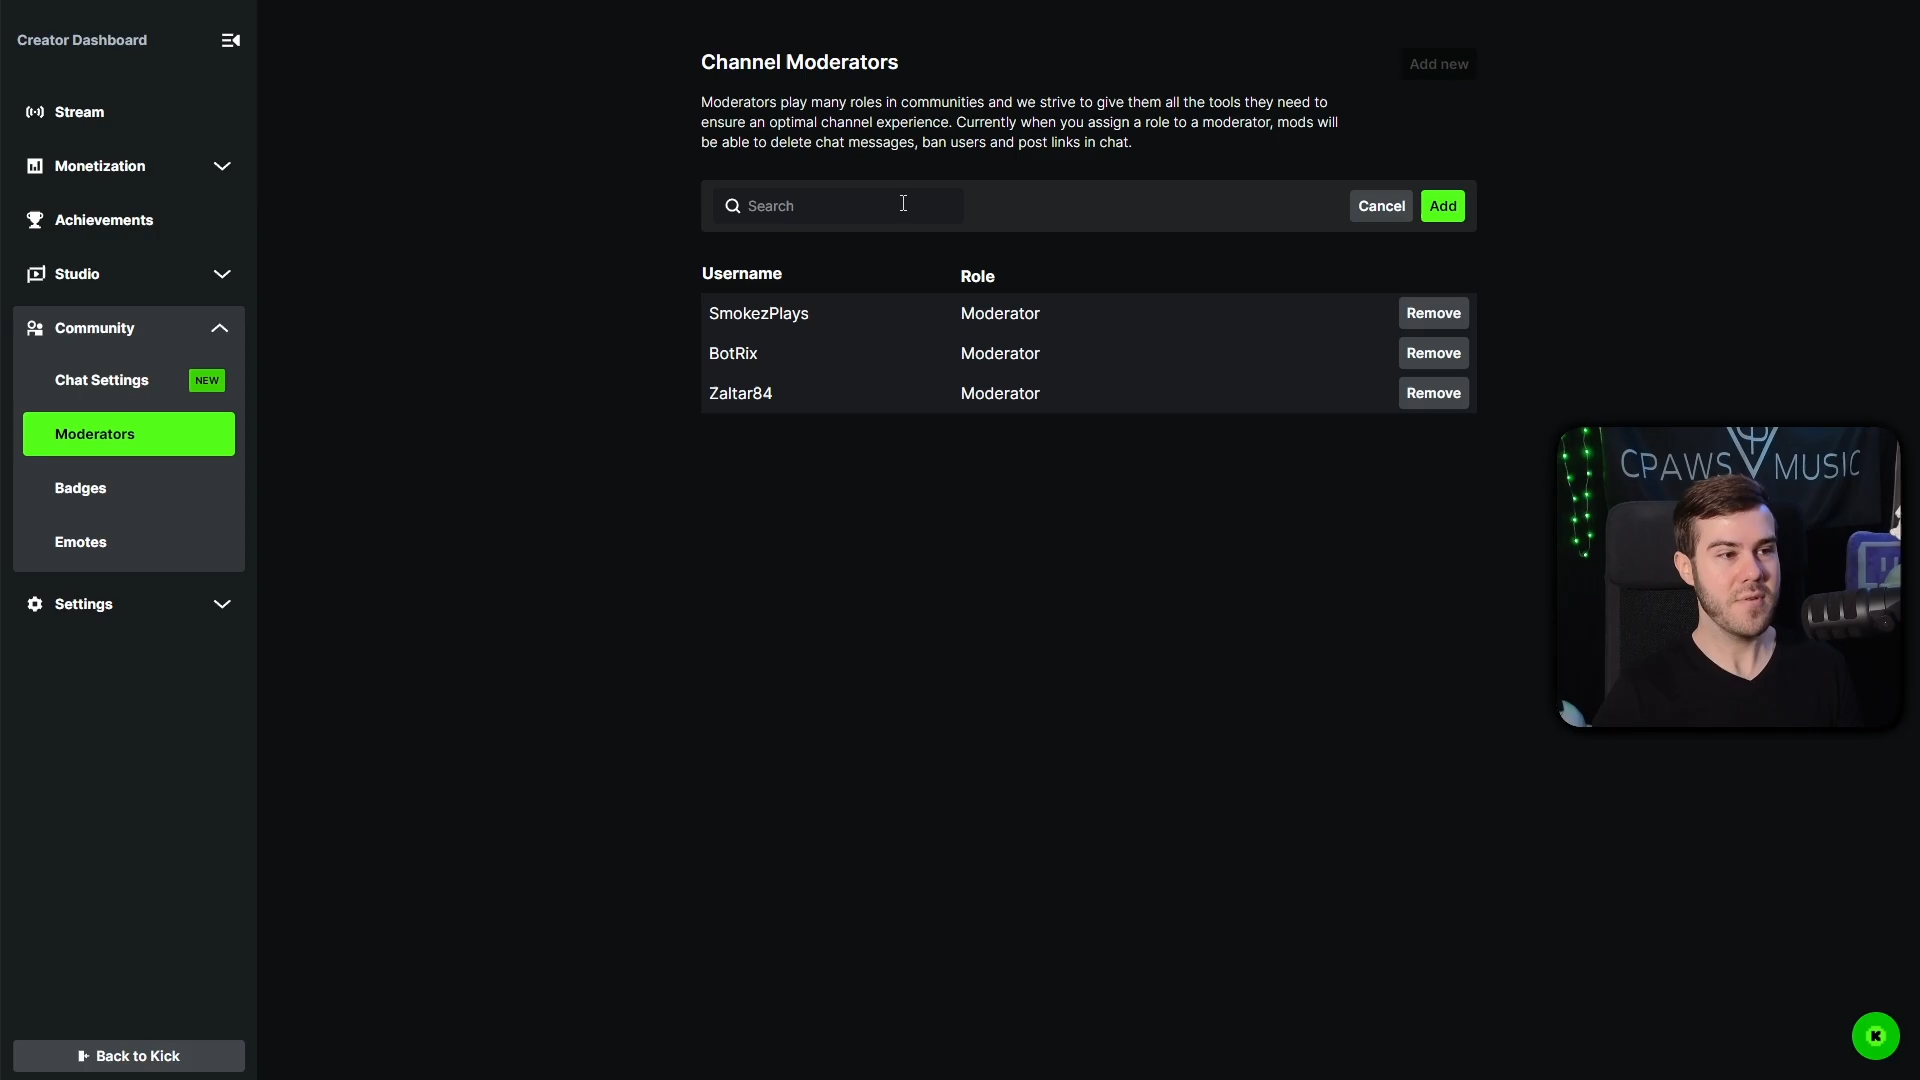 Creator Dashboard
Stream
Monetization
Achievements
Studio
Community
Chat Settings NEW
Moderators
Badges
Emotes
Settings
Back to Kick
Channel Moderators
Add new
Moderators play many roles in communities and we strive to give them all the tools they need to
ensure an optimal channel experience. Currently when you assign a role to a moderator, mods will
be able to delete chat messages, ban users and post links in chat.
Search
Cancel Add
Username Role
SmokezPlays Moderator Remove
BotRix Moderator Remove
Zaltar84 Moderator Remove
CPAWS MUSIC
K